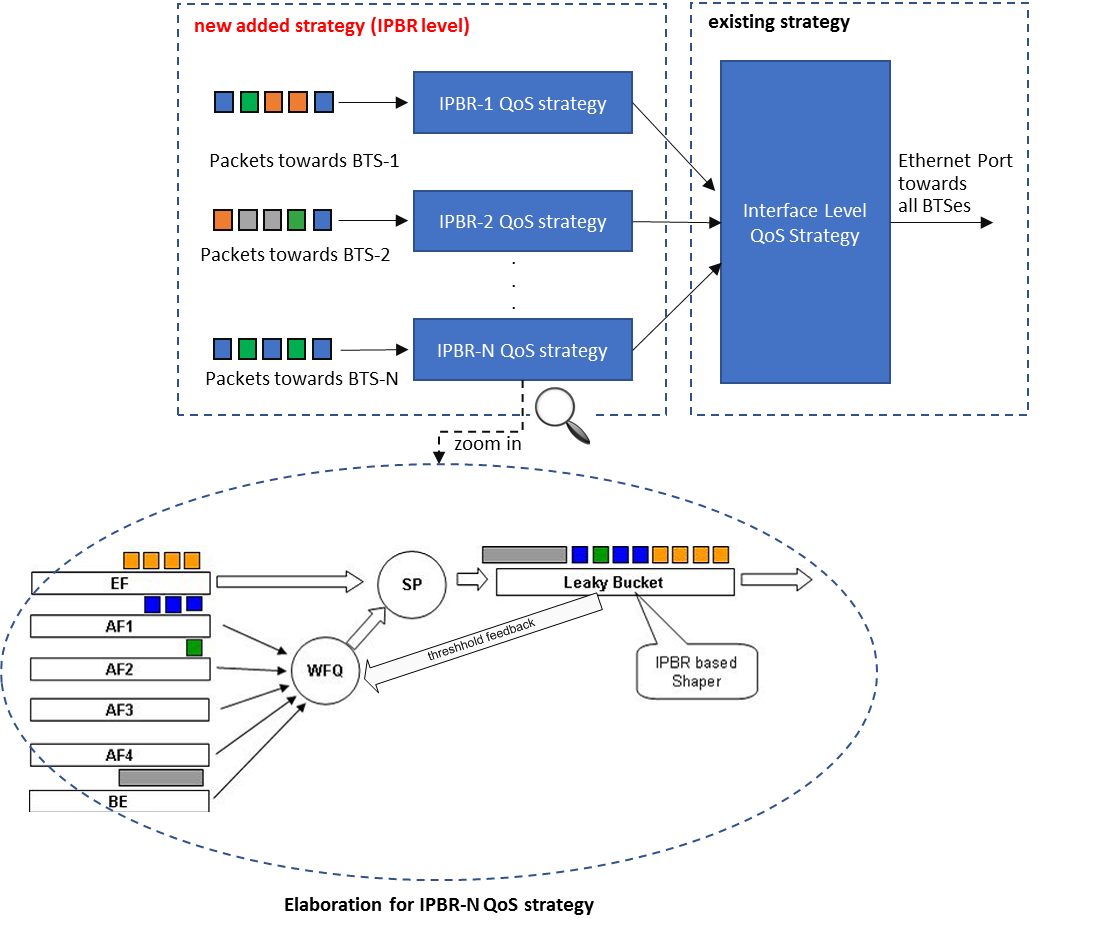 new added strategy (IPBR level)
existing strategy
IPBR-1 QoS strategy
Packets towards BTS-1
IPBR-2 QoS strategy
Packets towards BTS-2
.
.
.
IPBR-N QoS strategy
Packets towards BTS-N
Interface Level
QoS Strategy
Ethernet Port
towards
all BTSes
zoom in
EF
AF1
AF2
AF3
AF4
BE
SP
WFQ
Leaky Bucket
threshhold feedback
IPBR based
Shaper
Elaboration for IPBR-N QoS strategy